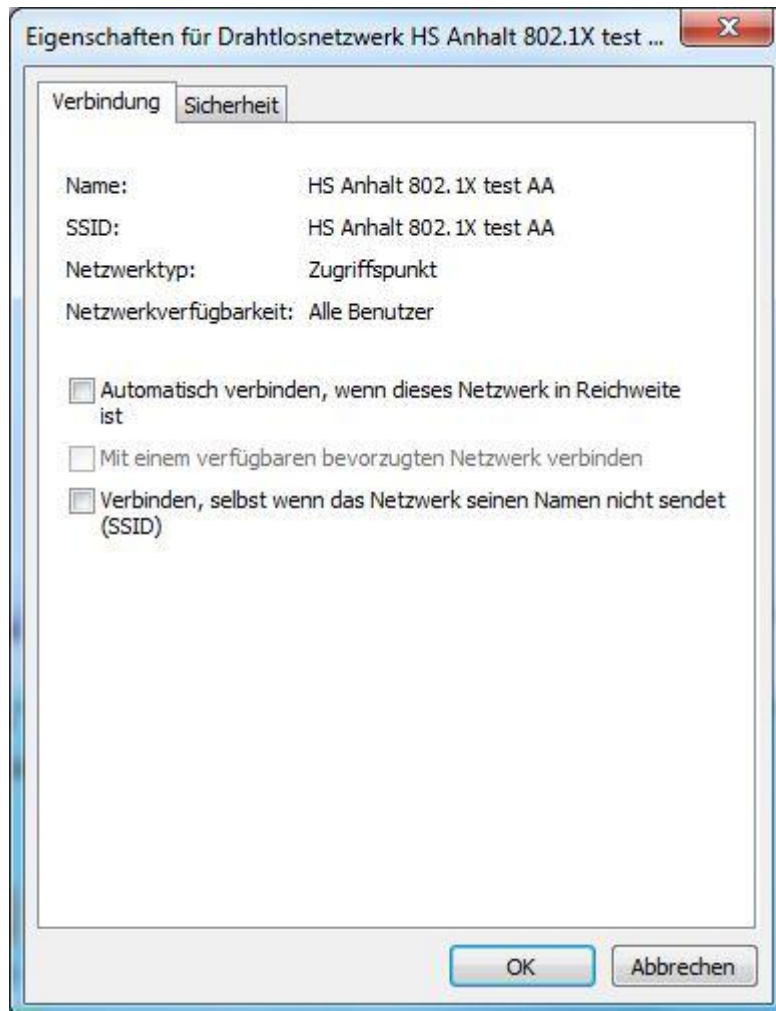 Eigenschaften für Drahtlosnetzwerk HS Anhalt 802.1X test ...
Verbindung Sicherheit
Name: HS Anhalt 802.1X test AA
SSID: HS Anhalt 802.1X test AA
Netzwerktyp: Zugriffspunkt
Netzwerkverfügbarkeit: Alle Benutzer
Automatisch verbinden, wenn dieses Netzwerk in Reichweite
ist
Mit einem verfügbaren bevorzugten Netzwerk verbinden
Verbinden, selbst wenn das Netzwerk seinen Namen nicht sendet
(SSID)
OK Abbrechen